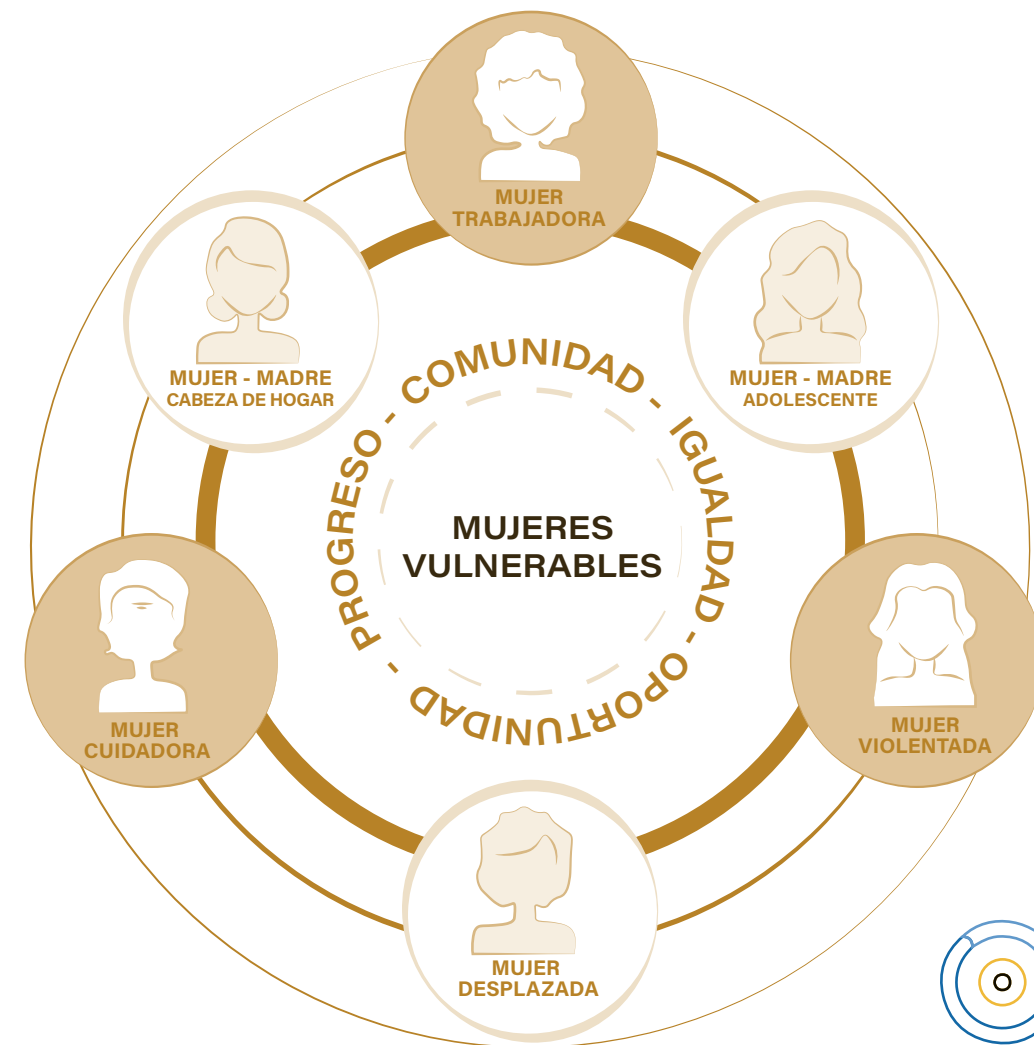 MUJER
TRABAJADORA
MUJER - MADRE
CABEZA DE HOGAR
MUJER - MADRE
ADOLESCENTE
COMUNIDAD - IGUALDAD - OPORTUNIDAD - PROGRESO -
MUJERES
VULNERABLES
MUJER
CUIDADORA
MUJER
VIOLENTADA
MUJER
DESPLAZADA